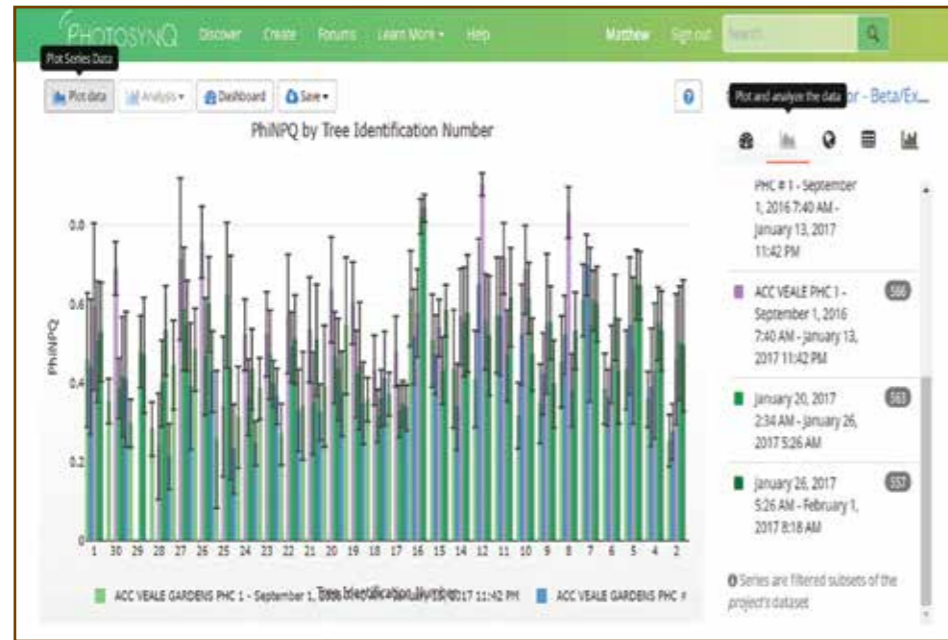 PHOTOSYNQ Discover Create Forums Learn More Help Matthew Sign out Search
Plot Series Data
Plot data Analysis Dashboard Save
Plot and analyze the data or - Beta/Ex...
PhiNPQ by Tree Identification Number
PHC # 1 - September
1, 2016 7:40 AM -
January 13, 2017
11:42 PM
ACC VEALE PHC 1 -
September 1, 2016
7:40 AM - January 13,
2017 11:42 PM
566
January 20, 2017
2:34 AM - January 26,
2017 5:26 AM
563
January 26, 2017
5:26 AM - February 1,
2017 8:18 AM
557
Series are filtered subsets of the
project's dataset
PhiNPQ
0.8
0.6
0.4
0.2
0
1 30 29 28 27 26 25 24 23 22 21 20 19 18 17 16 15 14 12 11 10 9 8 7 6 5 4 2
Tree Identification Number
ACC VEALE GARDENS PHC 1 - September 1, 2017 11:42 PM ACC VEALE GARDENS PHC #